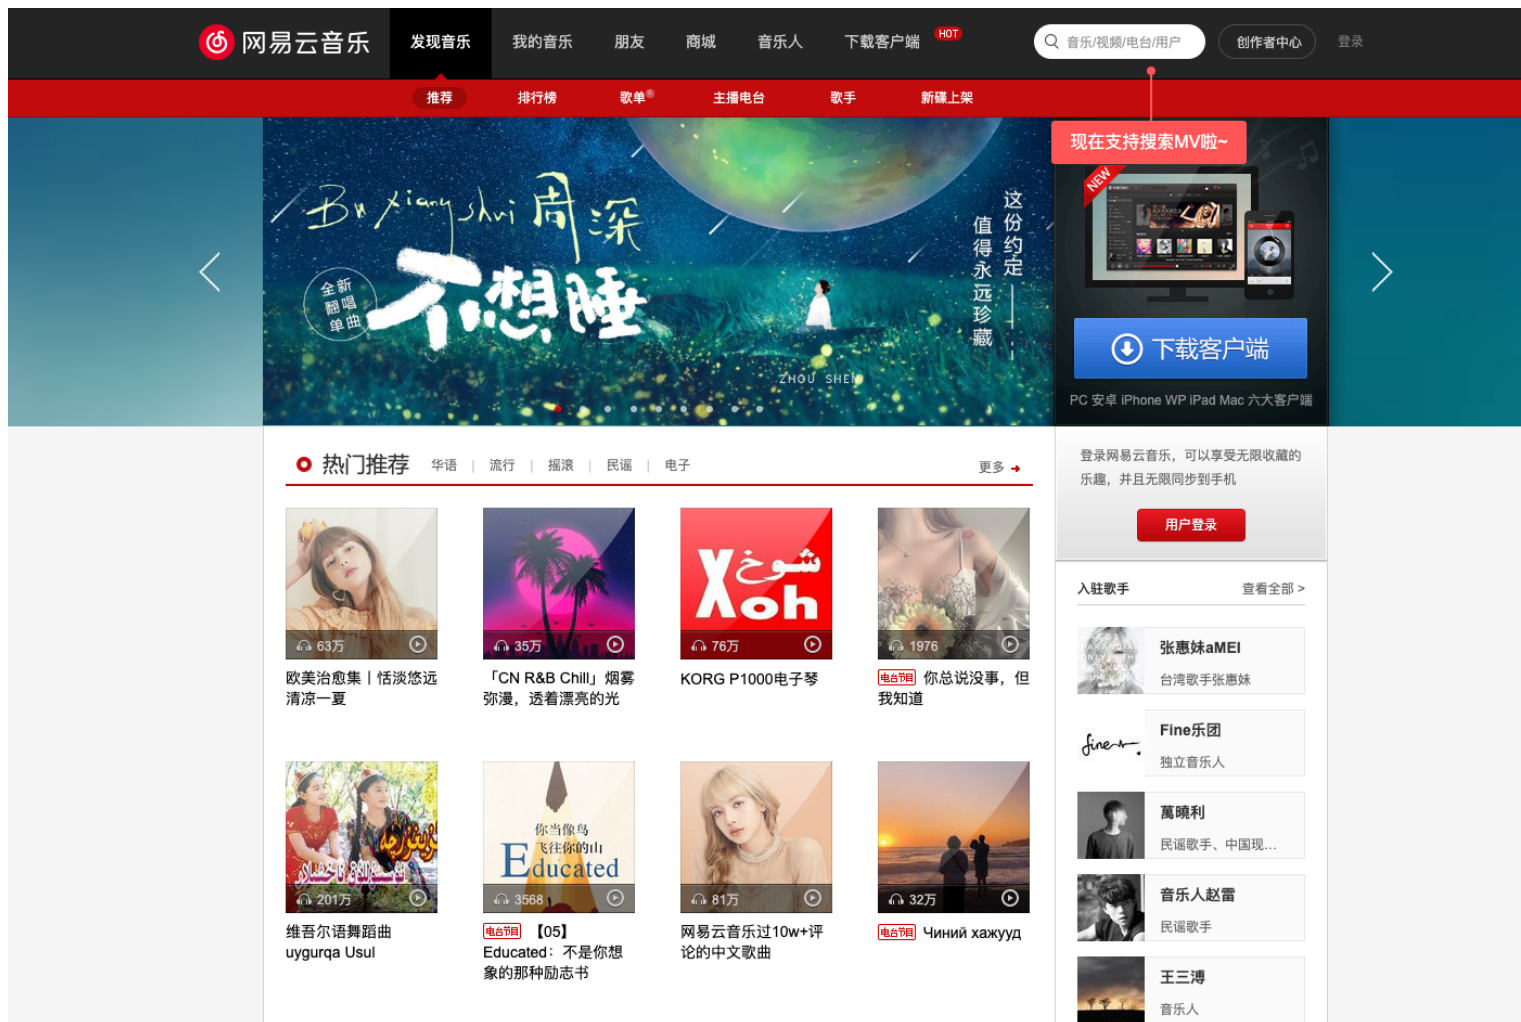 网易云音乐
发现音乐
我的音乐
朋友
商城
音乐人
下载客户端
HOT
音乐/视频/电台/用户
创作者中心
登录
推荐
排行榜
歌单®
主播电台
歌手
新碟上架
现在支持搜索MV啦~
Bu xiang shui 周深
不想睡
全新
翻唱
单曲
这份约定
值得永远珍藏
ZHOU SHEN
NEW
下载客户端
PC 安卓 iPhone WP iPad Mac 六大客户端
热门推荐
华语 | 流行 | 摇滚 | 民谣 | 电子
更多
63万
欧美治愈集丨恬淡悠远
清凉一夏
35万
「CN R&B Chill」烟雾
弥漫，透着漂亮的光
شوخ
Xoh
76万
KORG P1000电子琴
1976
电台节目 你总说没事，但
我知道
201万
维吾尔语舞蹈曲
uygurqa Usul
你当像鸟
飞往你的山
Educated
3568
电台节目 【05】
Educated：不是你想
象的那种励志书
81万
网易云音乐过10w+评
论的中文歌曲
32万
电台节目 Чиний хажууд
登录网易云音乐，可以享受无限收藏的
乐趣，并且无限同步到手机
用户登录
入驻歌手
查看全部 >
张惠妹aMEI
台湾歌手张惠妹
fine
Fine乐团
独立音乐人
萬曉利
民谣歌手、中国现...
音乐人赵雷
民谣歌手
王三溥
音乐人